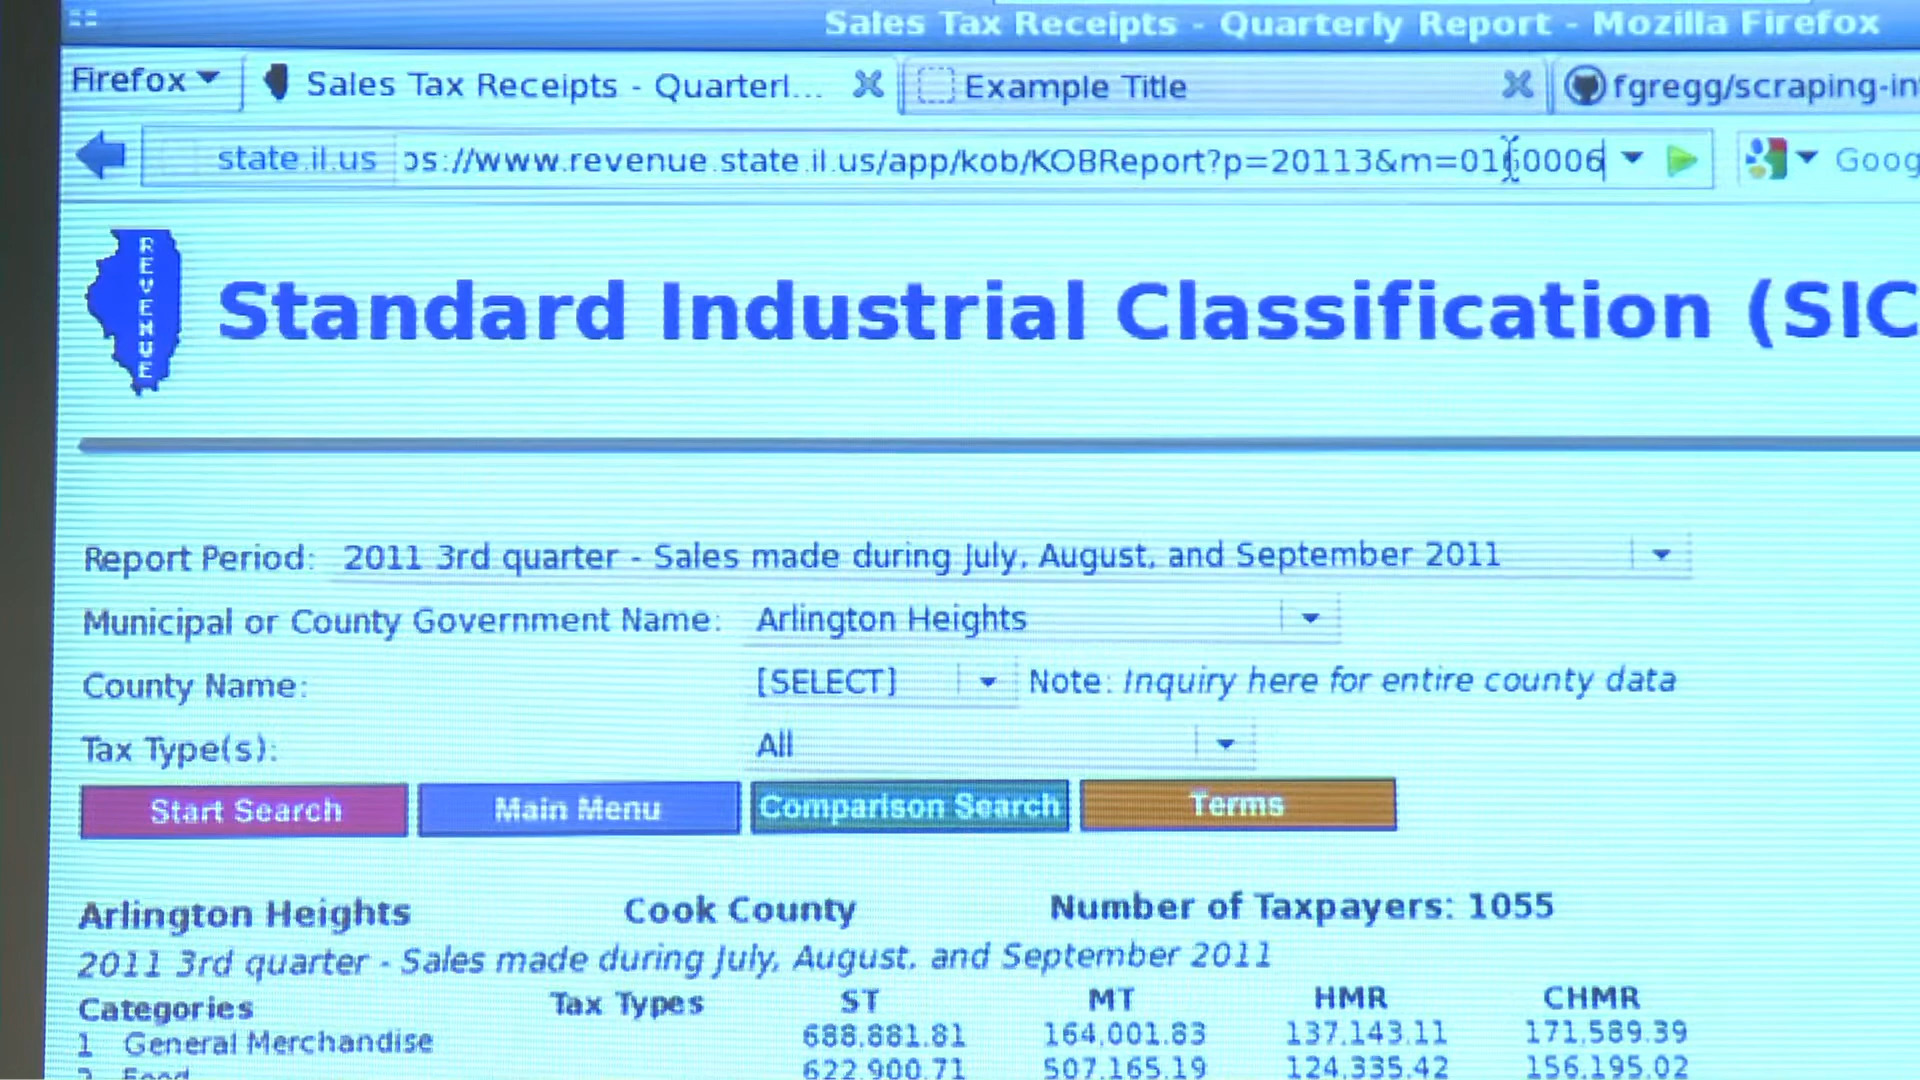 Sales Tax Receipts - Quarterly Report - Mozilla Firefox
Firefox Sales Tax Receipts - Quarterl... Example Title fgregg/scraping-in
state.il.us ps://www.revenue.state.il.us/app/kob/KOBReport?p=20113&m=0160006 Goog
REVENUE
Standard Industrial Classification (SIC
Report Period: 2011 3rd quarter - Sales made during July, August, and September 2011
Municipal or County Government Name: Arlington Heights
County Name: [SELECT] Note: Inquiry here for entire county data
Tax Type(s): All
Start Search Main Menu Comparison Search Terms
Arlington Heights Cook County Number of Taxpayers: 1055
2011 3rd quarter - Sales made during July, August, and September 2011
Categories Tax Types ST MT HMR CHMR
1 General Merchandise 688,881.81 164,001.83 137,143.11 171,589.39
2 Food 622,900.71 507,165.19 124,335.42 156,195.02